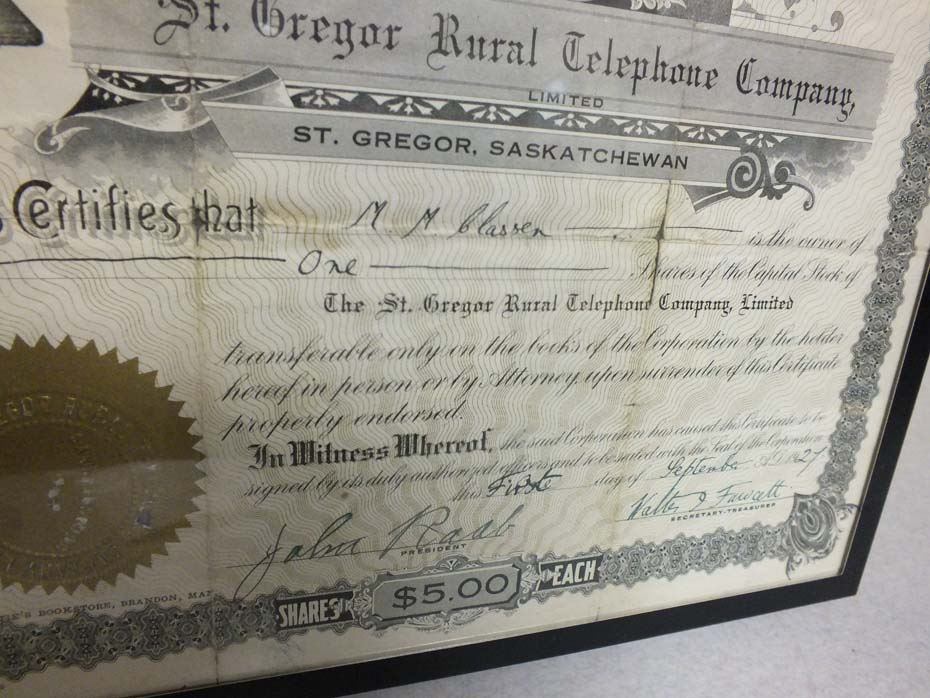 St. Gregor Rural Telephone Company,
LIMITED
ST. GREGOR, SASKATCHEWAN
Certifies that M. M Classen is the owner of
One Shares of the Capital Stock of
The St. Gregor Rural Telephone Company, Limited
transferable only on the books of the Corporation by the holder
hereof in person or by Attorney upon surrender of this Certificate
properly endorsed.
In Witness Whereof, the said Corporation has caused this Certificate to be
signed by its duly authorized officers and to be sealed with the Seal of the Corporation
this First day of September A.D. 1927
John Raab
PRESIDENT
Walter J Fawcett
SECRETARY-TREASURER
BOOKSTORE, BRANDON, MA
SHARES $5.00 EACH